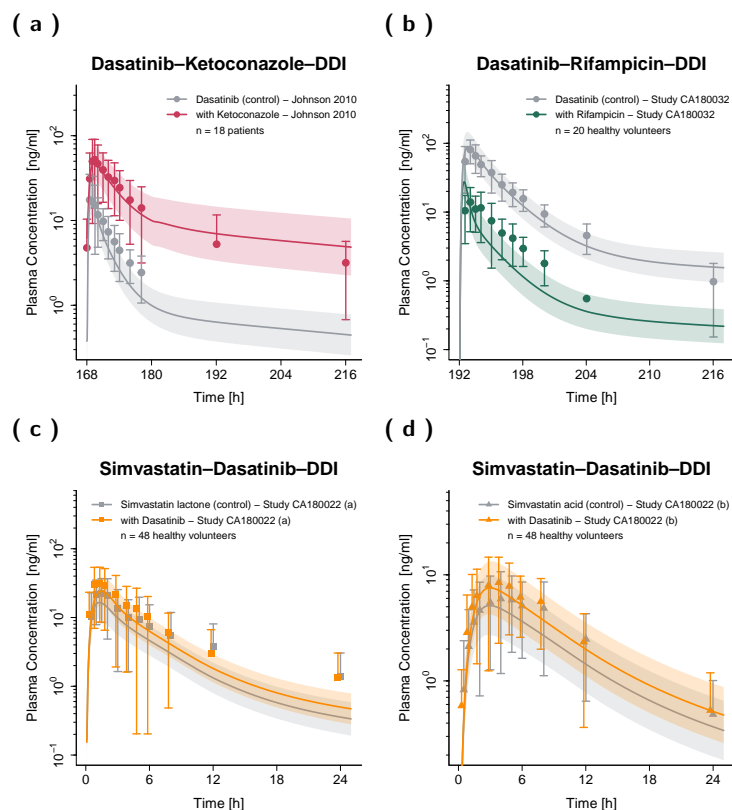 ( a )
Dasatinib–Ketoconazole–DDI
Dasatinib (control) – Johnson 2010
with Ketoconazole – Johnson 2010
n = 18 patients
Plasma Concentration [ng/ml]
10²
10¹
10⁰
168 180 192 204 216
Time [h]
( b )
Dasatinib–Rifampicin–DDI
Dasatinib (control) – Study CA180032
with Rifampicin – Study CA180032
n = 20 healthy volunteers
Plasma Concentration [ng/ml]
10²
10¹
10⁰
10⁻¹
192 198 204 210 216
Time [h]
( c )
Simvastatin–Dasatinib–DDI
Simvastatin lactone (control) – Study CA180022 (a)
with Dasatinib – Study CA180022 (a)
n = 48 healthy volunteers
Plasma Concentration [ng/ml]
10²
10¹
10⁰
10⁻¹
0 6 12 18 24
Time [h]
( d )
Simvastatin–Dasatinib–DDI
Simvastatin acid (control) – Study CA180022 (b)
with Dasatinib – Study CA180022 (b)
n = 48 healthy volunteers
Plasma Concentration [ng/ml]
10¹
10⁰
0 6 12 18 24
Time [h]